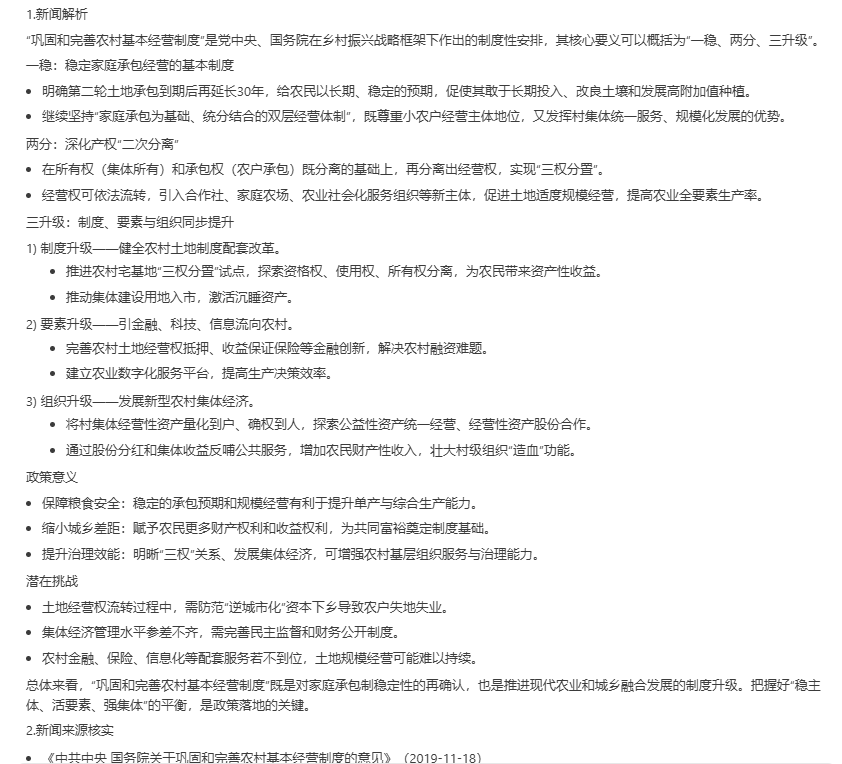 1.新闻解析
“巩固和完善农村基本经营制度”是党中央、国务院在乡村振兴战略框架下作出的制度性安排，其核心要义可以概括为“一稳、两分、三升级”。
一稳：稳定家庭承包经营的基本制度
• 明确第二轮土地承包到期后再延长30年，给农民以长期、稳定的预期，促使其敢于长期投入、改良土壤和发展高附加值种植。
• 继续坚持“家庭承包为基础、统分结合的双层经营体制”，既尊重小农户经营主体地位，又发挥村集体统一服务、规模化发展的优势。
两分：深化产权“二次分离”
• 在所有权（集体所有）和承包权（农户承包）既分离的基础上，再分离出经营权，实现“三权分置”。
• 经营权可依法流转，引入合作社、家庭农场、农业社会化服务组织等新主体，促进土地适度规模经营，提高农业全要素生产率。
三升级：制度、要素与组织同步提升
1) 制度升级——健全农村土地制度配套改革。
• 推进农村宅基地“三权分置”试点，探索资格权、使用权、所有权分离，为农民带来资产性收益。
• 推动集体建设用地入市，激活沉睡资产。
2) 要素升级——引金融、科技、信息流向农村。
• 完善农村土地经营权抵押、收益保证保险等金融创新，解决农村融资难题。
• 建立农业数字化服务平台，提高生产决策效率。
3) 组织升级——发展新型农村集体经济。
• 将村集体经营性资产量化到户、确权到人，探索公益性资产统一经营、经营性资产股份合作。
• 通过股份分红和集体收益反哺公共服务，增加农民财产性收入，壮大村级组织“造血”功能。
政策意义
• 保障粮食安全：稳定的承包预期和规模经营有利于提升单产与综合生产能力。
• 缩小城乡差距：赋予农民更多财产权利和收益权利，为共同富裕奠定制度基础。
• 提升治理效能：明晰“三权”关系、发展集体经济，可增强农村基层组织服务与治理能力。
潜在挑战
• 土地经营权流转过程中，需防范“逆城市化”资本下乡导致农户失地失业。
• 集体经济管理水平参差不齐，需完善民主监督和财务公开制度。
• 农村金融、保险、信息化等配套服务若不到位，土地规模经营可能难以持续。
总体来看，“巩固和完善农村基本经营制度”既是对家庭承包制稳定性的再确认，也是推进现代农业和城乡融合发展的制度升级。把握好“稳主
体、活要素、强集体”的平衡，是政策落地的关键。
2.新闻来源核实
• 《中共中央 国务院关于巩固和完善农村基本经营制度的意见》（2019-11-18）